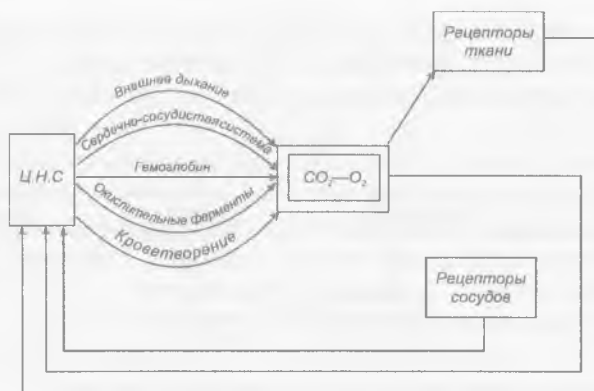 Рецепторы
ткани
Внешнее дыхание
Сердечно-сосудистая система
Ц.Н.С
Гемоглобин
CO₂—O₂
Окислительные ферменты
Кроветворение
Рецепторы
сосудов